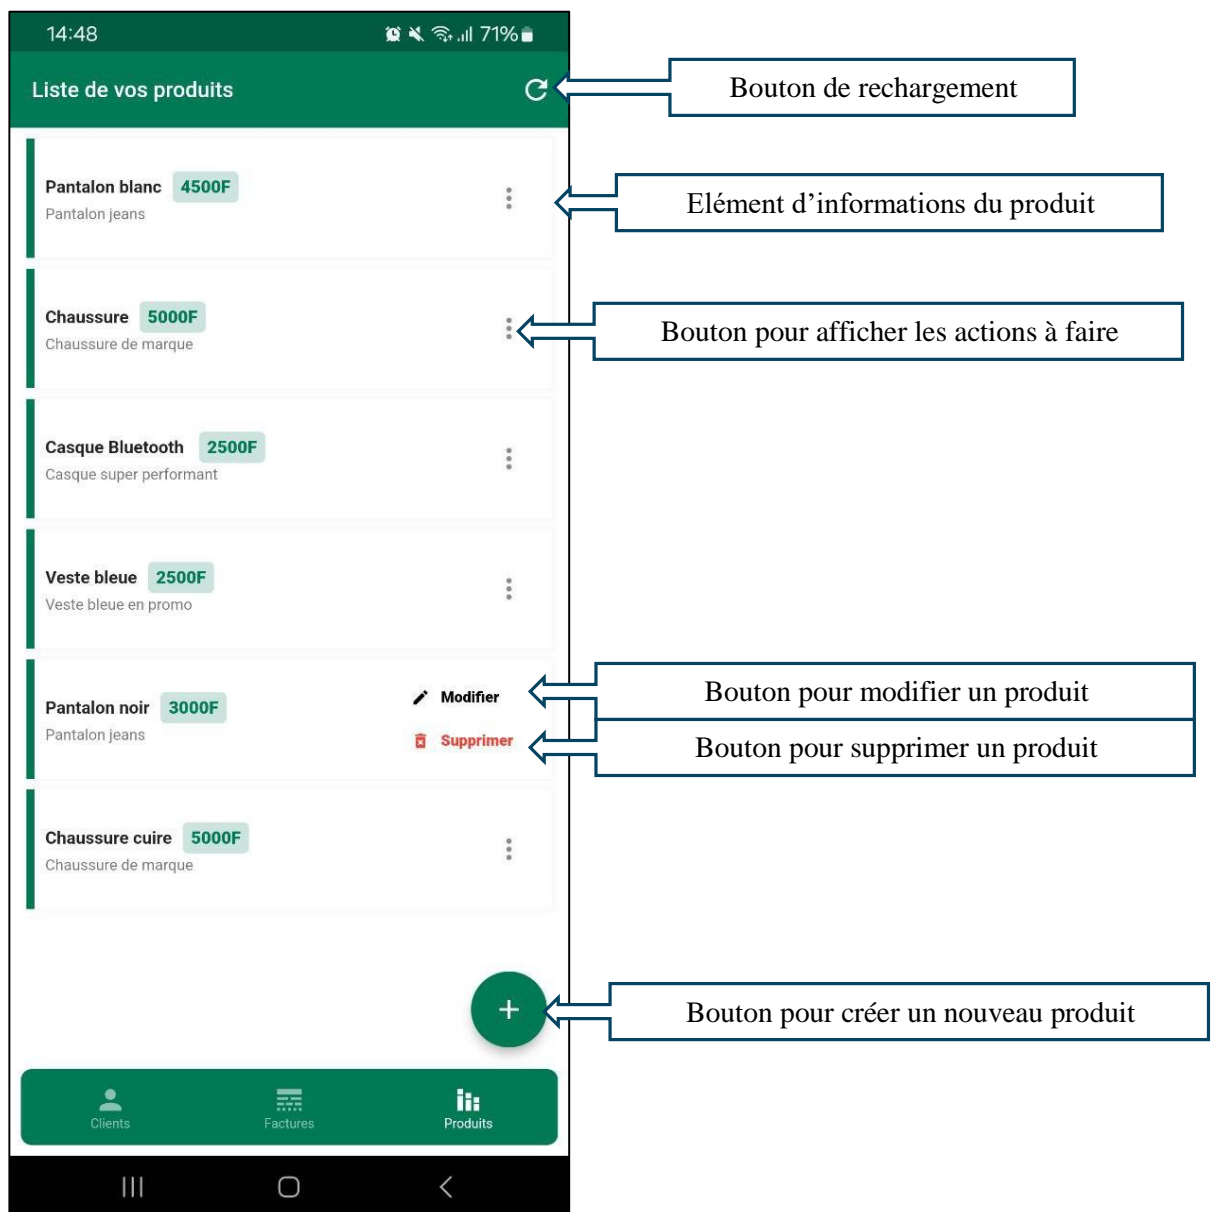 14:48
71%
Liste de vos produits
Bouton de rechargement
Pantalon blanc 4500F
Pantalon jeans
Elément d’informations du produit
Chaussure 5000F
Chaussure de marque
Bouton pour afficher les actions à faire
Casque Bluetooth 2500F
Casque super performant
Veste bleue 2500F
Veste bleue en promo
Pantalon noir 3000F
Pantalon jeans
Modifier
Bouton pour modifier un produit
Supprimer
Bouton pour supprimer un produit
Chaussure cuire 5000F
Chaussure de marque
Bouton pour créer un nouveau produit
Clients
Factures
Produits